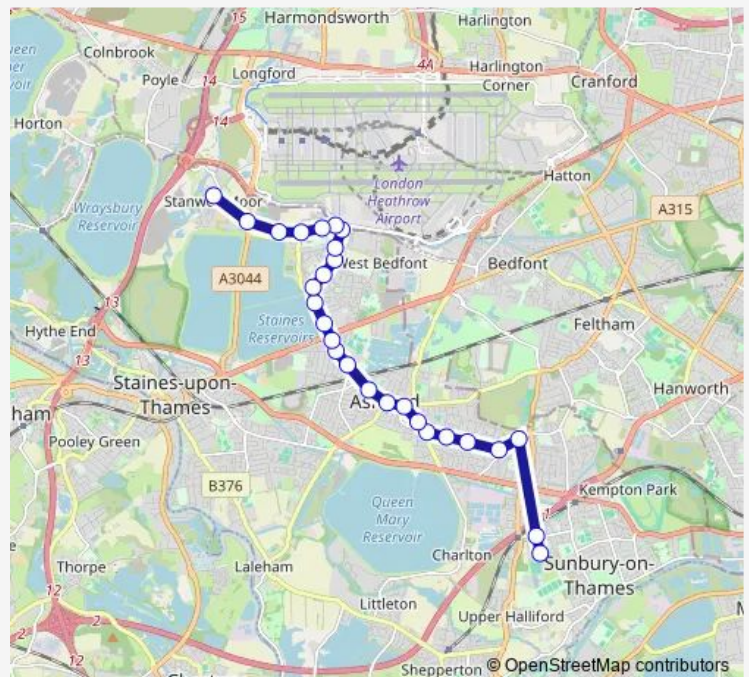 Harmondsworth
Harlington
15
Colnbrook
4A
Harlington
Corner
Poyle
14
Longford
Cranford
Horton
14
Hatton
London
Heathrow
Airport
Wraysbury
Reservoir
A315
West Bedfont
Bedfont
A3044
13
Hythe End
Staines
Reservoirs
Feltham
13
Staines-upon-
Thames
Hanworth
ham
Pooley Green
B376
Kempton Park
1
Queen
Mary
Reservoir
Charlton
Sunbury-on-
Thames
Thorpe
Laleham
12
Littleton
2
2
Upper Halliford
12
Shepperton
© OpenStreetMap contributors